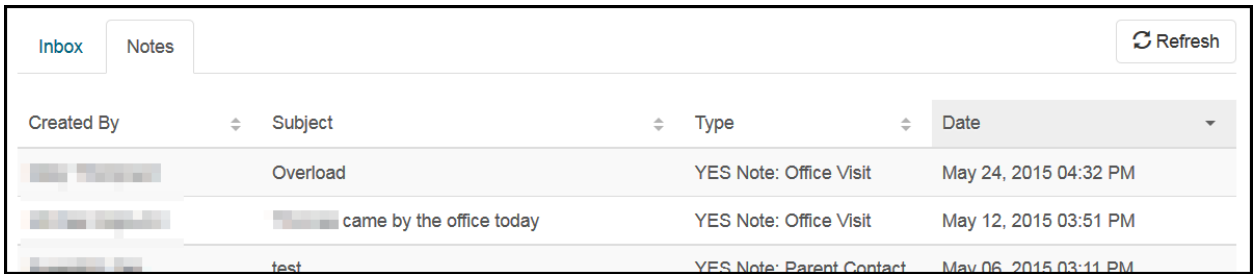 Inbox Notes Refresh
Created By Subject Type Date
Overload YES Note: Office Visit May 24, 2015 04:32 PM
came by the office today YES Note: Office Visit May 12, 2015 03:51 PM
test YES Note: Parent Contact May 06, 2015 03:11 PM